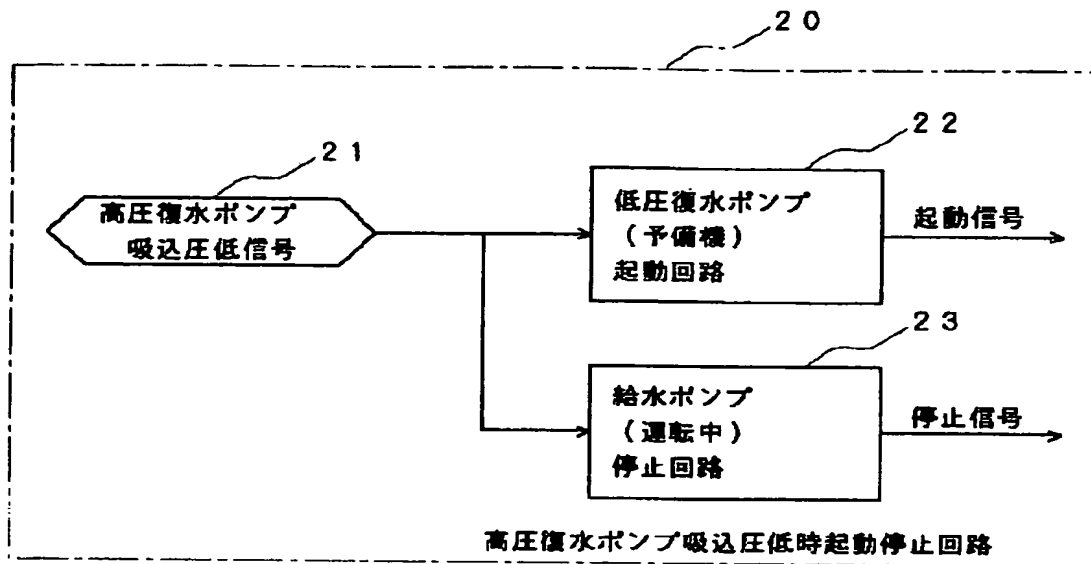 ２０
２１
高圧復水ポンプ
吸込圧低信号
２２
低圧復水ポンプ
（予備機）
起動回路
起動信号
２３
給水ポンプ
（運転中）
停止回路
停止信号
高圧復水ポンプ吸込圧低時起動停止回路